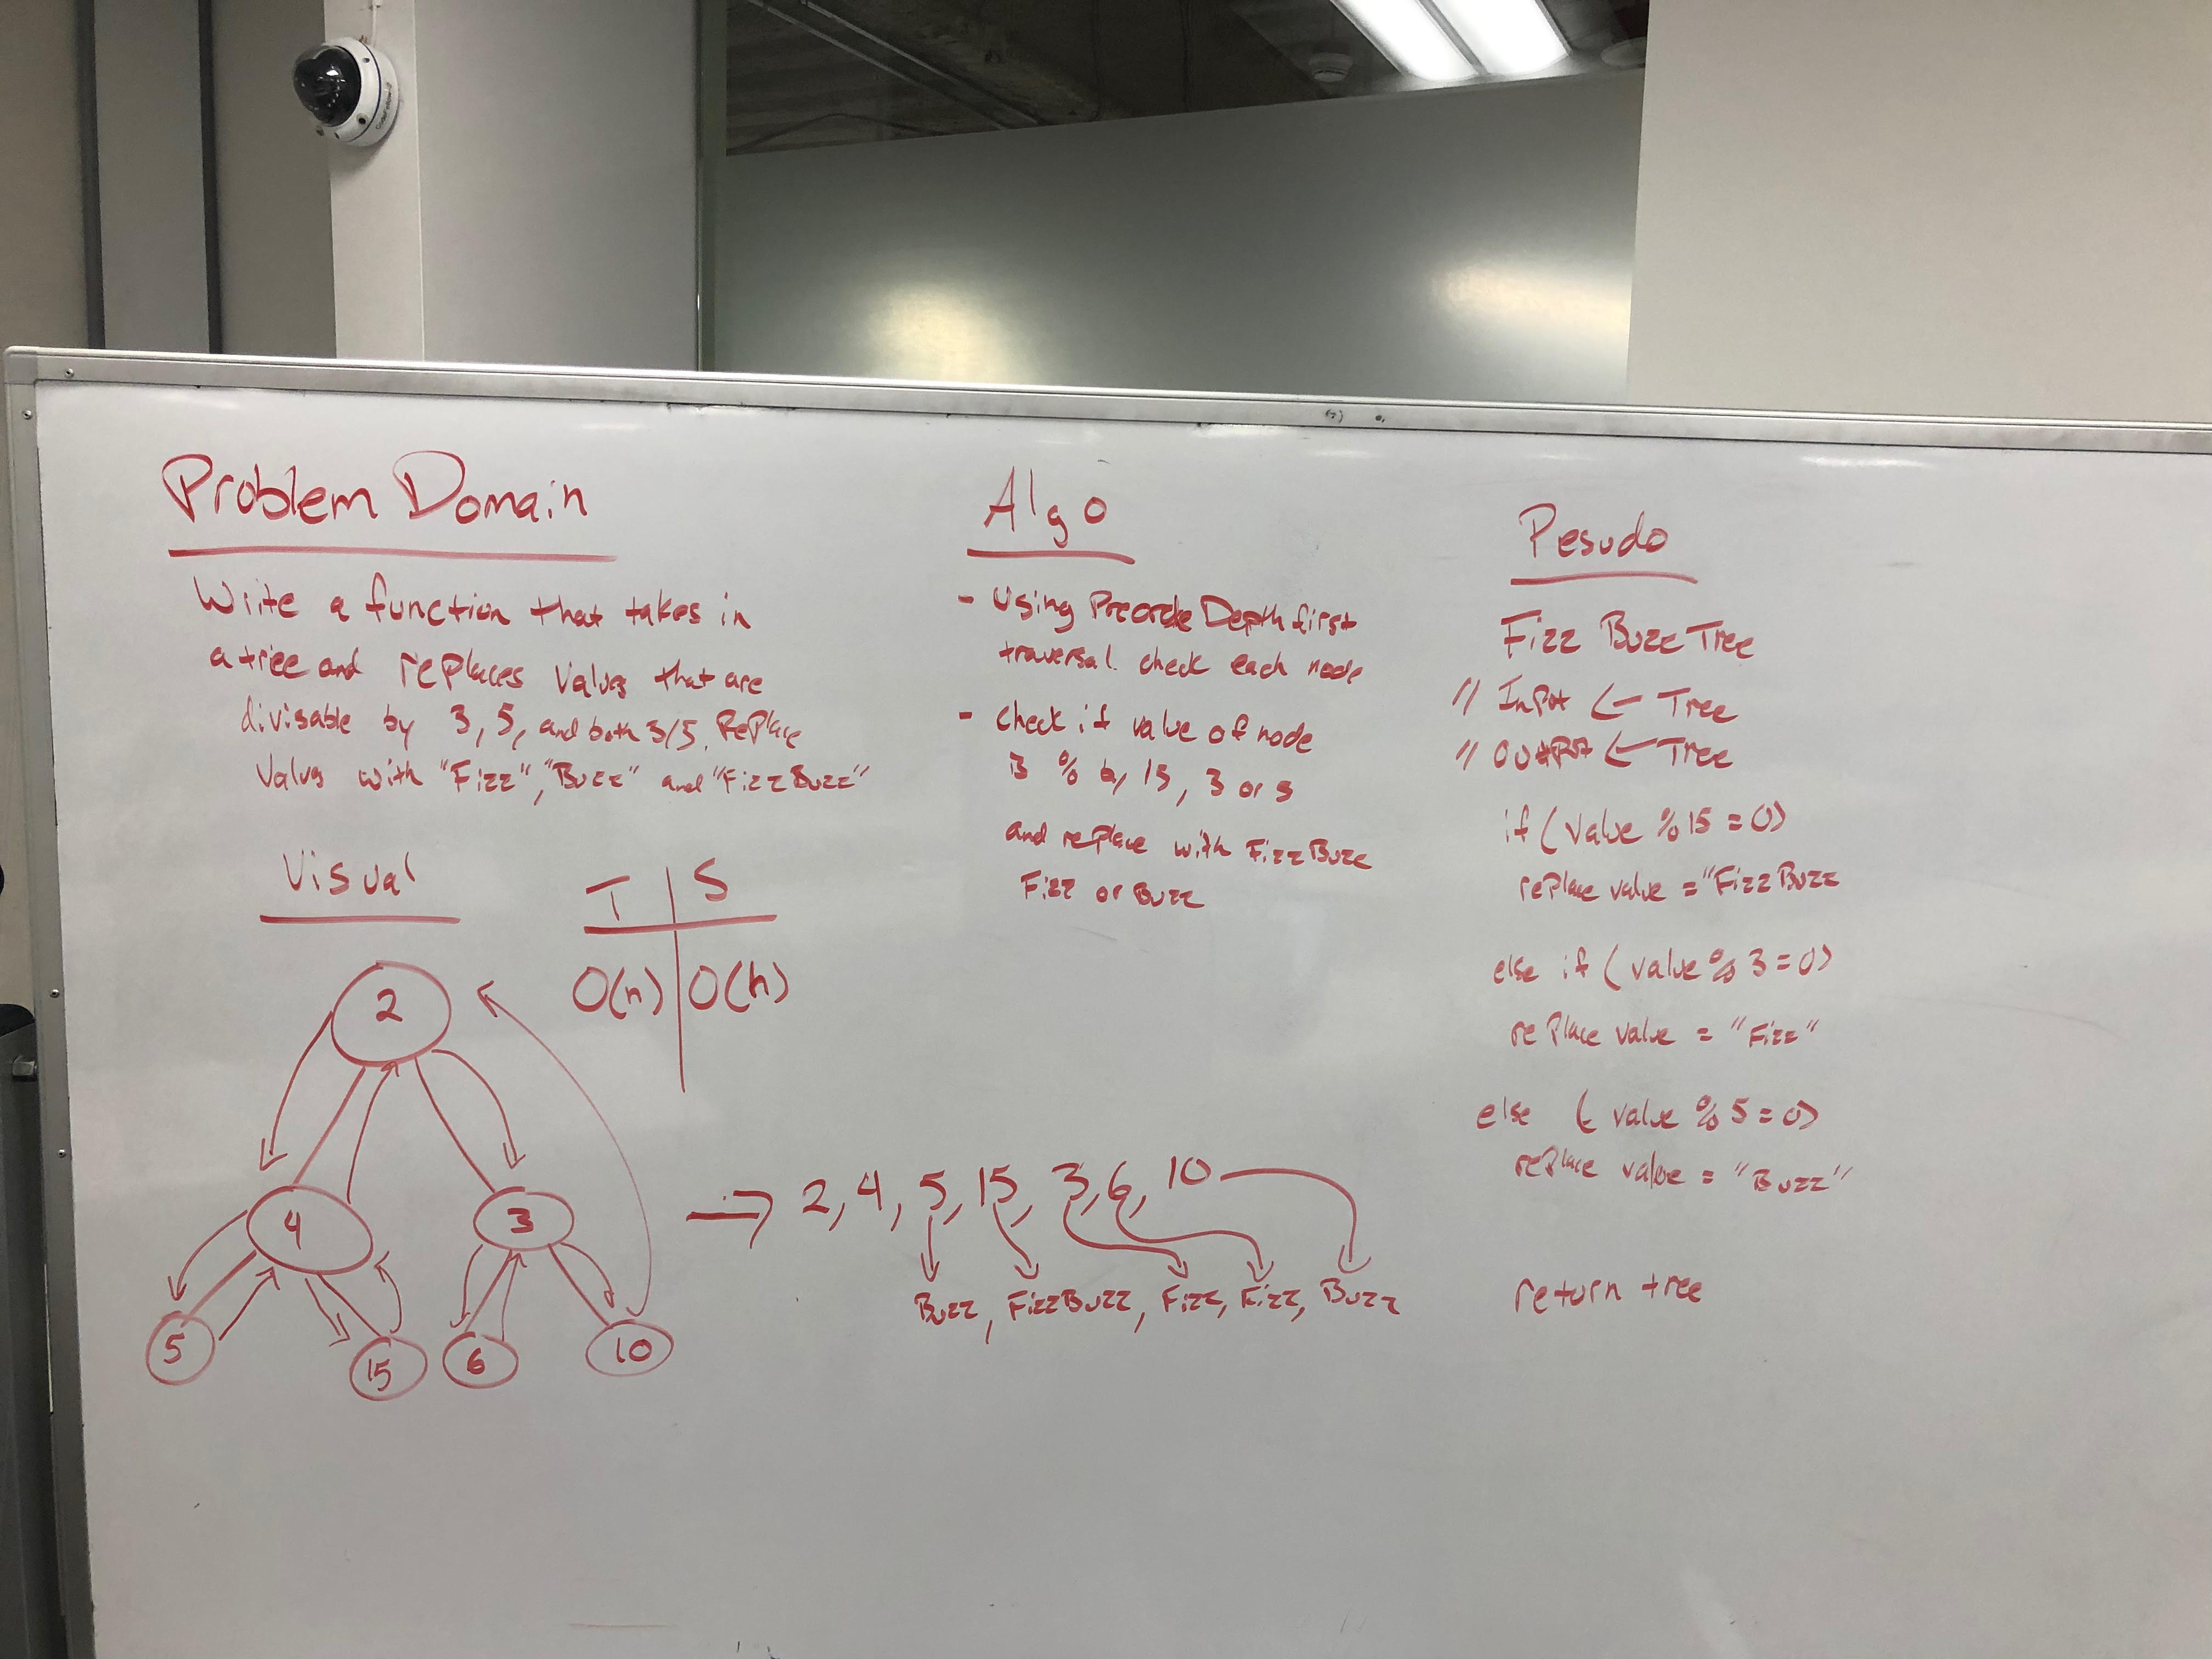 Problem Domain
Write a function that takes in
a tree and replaces values that are
divisable by 3, 5, and both 3/5. Replace
Values with "Fizz", "Buzz" and "FizzBuzz"
Visual
T | S
O(n) | O(h)
2
4
3
5
15
6
10
2, 4, 5, 15, 3, 6, 10
Buzz, FizzBuzz, Fizz, Fizz, Buzz
Algo
- Using Preorde Depth first
traversal. check each node
- check if value of node
% by 15, 3 or 5
and replace with FizzBuzz
Fizz or Buzz
Pesudo
Fizz Buzz Tree
// Input <- Tree
// Output <- Tree
if (value % 15 = 0)
replace value = "FizzBuzz
else if (value % 3 = 0)
replace value = "Fizz"
else (value % 5 = 0)
replace value = "Buzz"
return tree